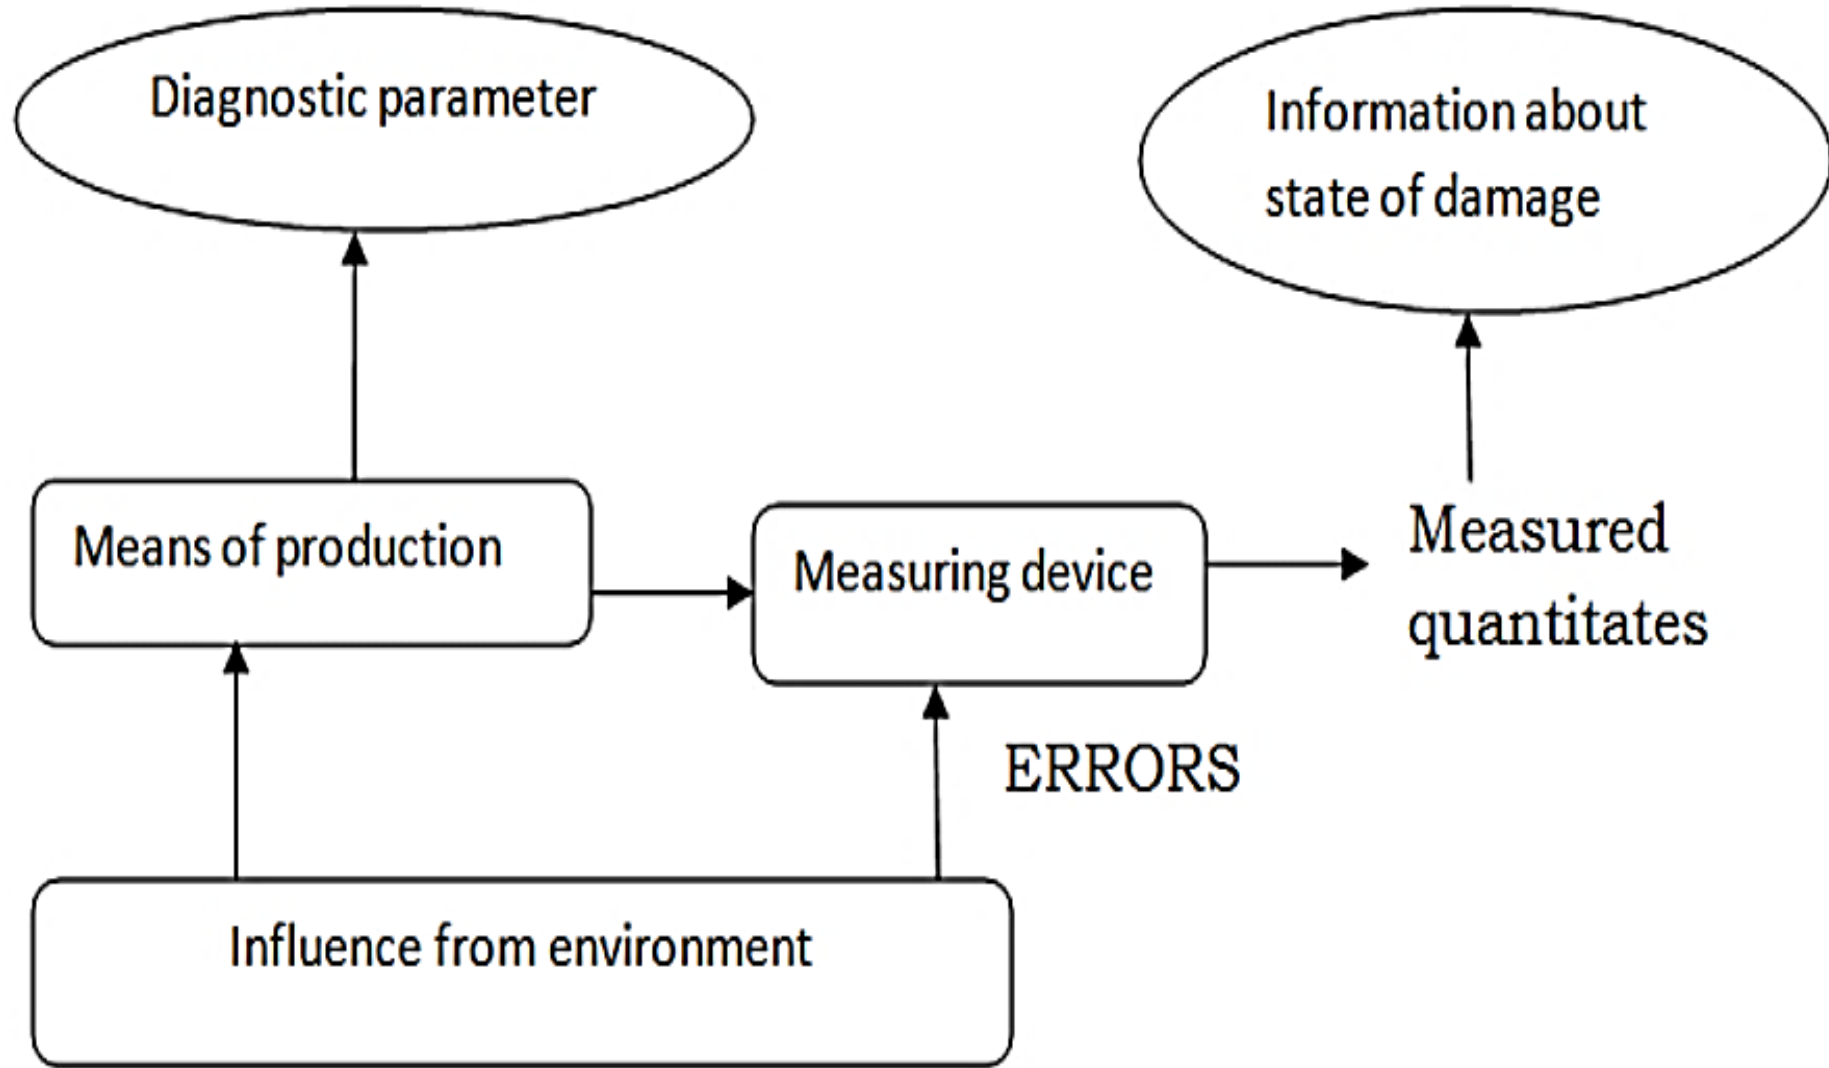 Diagnostic parameter
Information about
state of damage
Means of production
Measuring device
Measured
quantitates
ERRORS
Influence from environment